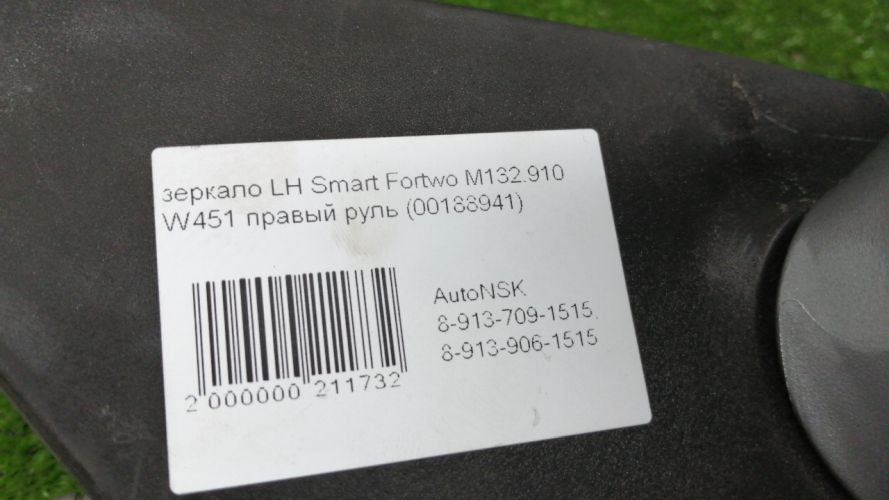 зеркало LH Smart Fortwo M132.910
W451 правый руль (00188941)
AutoNSK
8-913-709-1515,
8-913-906-1515
2 000000 211732